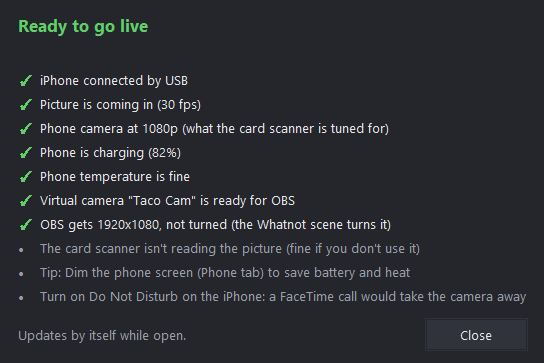 Ready to go live
✓ iPhone connected by USB
✓ Picture is coming in (30 fps)
✓ Phone camera at 1080p (what the card scanner is tuned for)
✓ Phone is charging (82%)
✓ Phone temperature is fine
✓ Virtual camera "Taco Cam" is ready for OBS
✓ OBS gets 1920x1080, not turned (the Whatnot scene turns it)
• The card scanner isn't reading the picture (fine if you don't use it)
• Tip: Dim the phone screen (Phone tab) to save battery and heat
• Turn on Do Not Disturb on the iPhone: a FaceTime call would take the camera away
Updates by itself while open.
Close